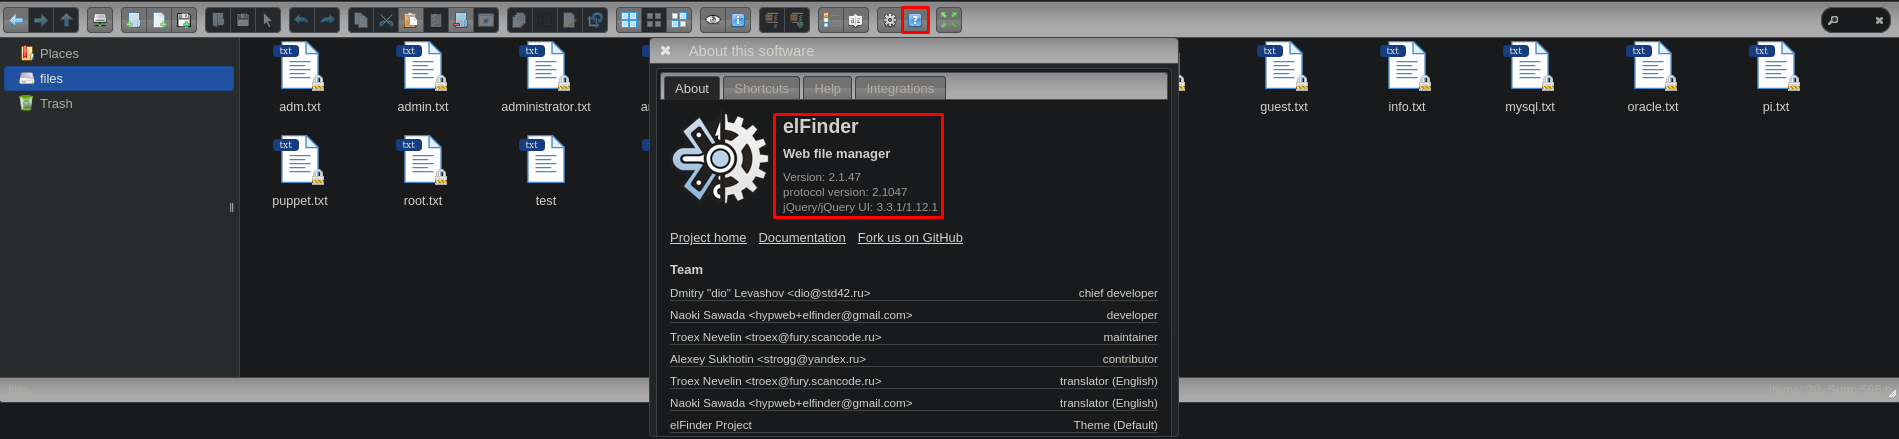 Places
files
Trash
txt txt txt txt txt txt txt txt
adm.txt admin.txt administrator.txt guest.txt info.txt mysql.txt oracle.txt pi.txt
txt txt txt
puppet.txt root.txt test
About this software
About Shortcuts Help Integrations
elFinder
Web file manager
Version: 2.1.47
protocol version: 2.1047
jQuery/jQuery UI: 3.3.1/1.12.1
Project home Documentation Fork us on GitHub
Team
Dmitry "dio" Levashov <dio@std42.ru> chief developer
Naoki Sawada <hypweb+elfinder@gmail.com> developer
Troex Nevelin <troex@fury.scancode.ru> maintainer
Alexey Sukhotin <strogg@yandex.ru> contributor
Troex Nevelin <troex@fury.scancode.ru> translator (English)
Naoki Sawada <hypweb+elfinder@gmail.com> translator (English)
elFinder Project Theme (Default)
files
Items: 20, Sum: 596 b